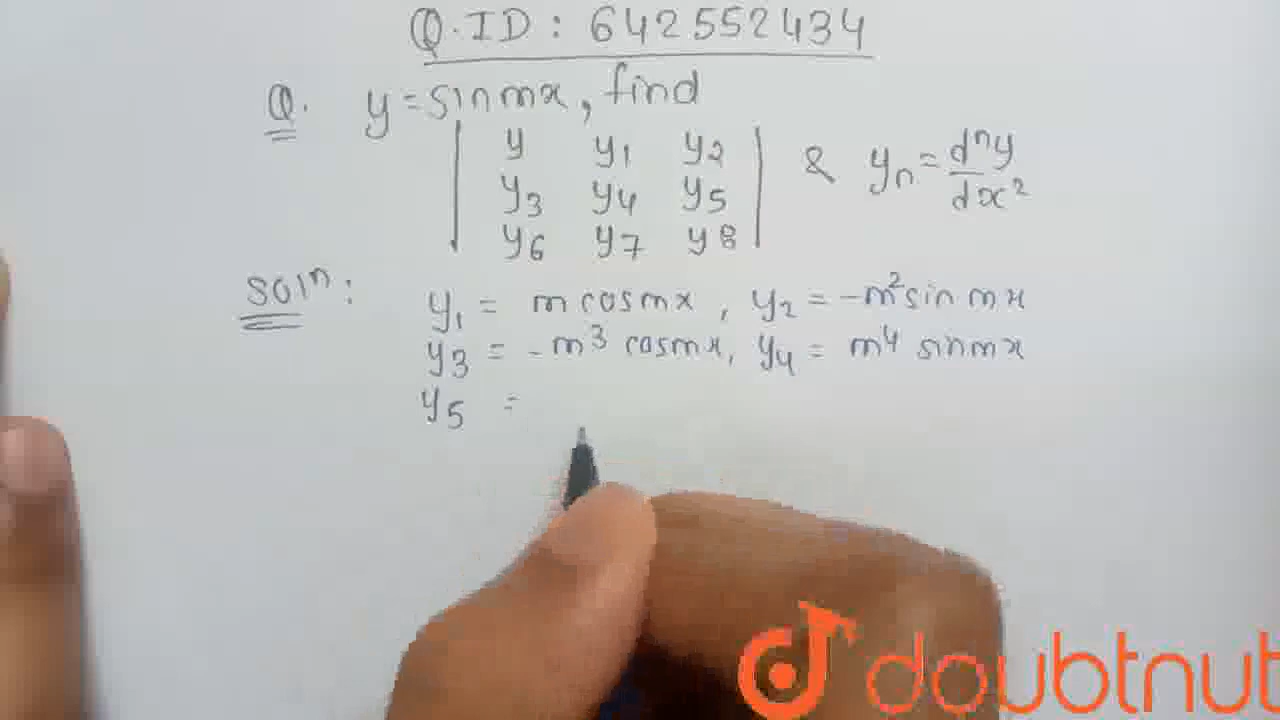 Q.ID : 642552434
Q. y = sin mx, find
| y y₁ y₂ |
| y₃ y₄ y₅ | & yₙ = dⁿy/dx²
| y₆ y₇ y₈ |
Solⁿ : y₁ = m cos mx , y₂ = -m² sin mx
y₃ = -m³ cos mx, y₄ = m⁴ sin mx
y₅ =
doubtnut